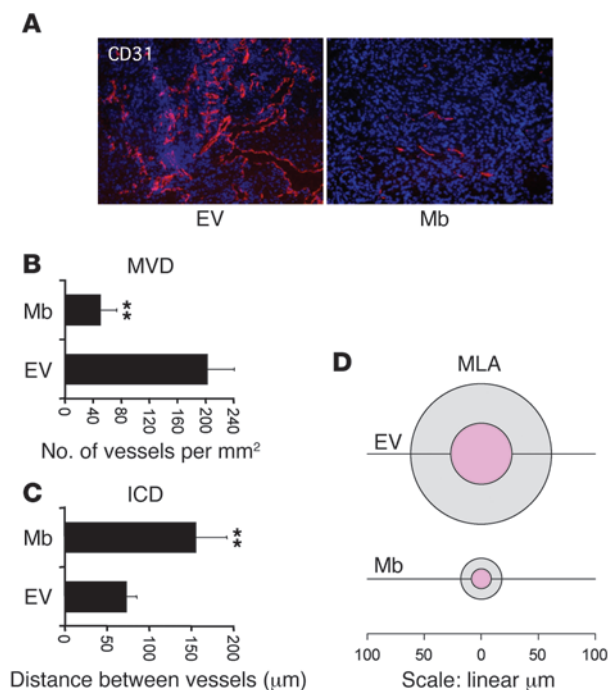 A
CD31
EV Mb
B
MVD
Mb
**
EV
0 40 80 120 160 200 240
No. of vessels per mm²
C
ICD
Mb
**
EV
0 50 100 150 200
Distance between vessels (μm)
D
MLA
EV
Mb
100 50 0 50 100
Scale: linear μm